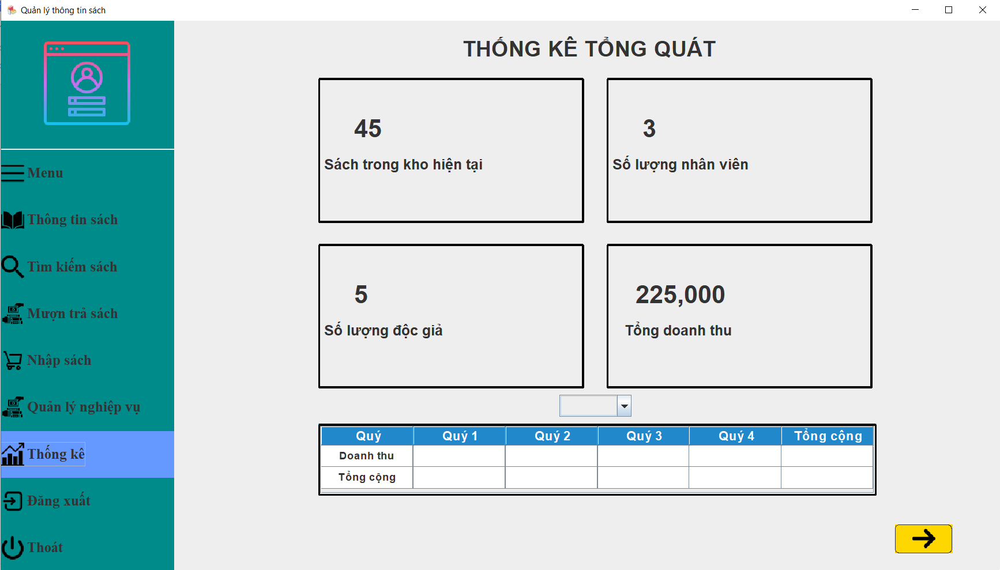 Quản lý thông tin sách
Menu
Thông tin sách
Tìm kiếm sách
Mượn trả sách
Nhập sách
Quản lý nghiệp vụ
Thống kê
Đăng xuất
Thoát
THỐNG KÊ TỔNG QUÁT
45
Sách trong kho hiện tại
3
Số lượng nhân viên
5
Số lượng độc giả
225,000
Tổng doanh thu
Quý Quý 1 Quý 2 Quý 3 Quý 4 Tổng cộng
Doanh thu
Tổng cộng